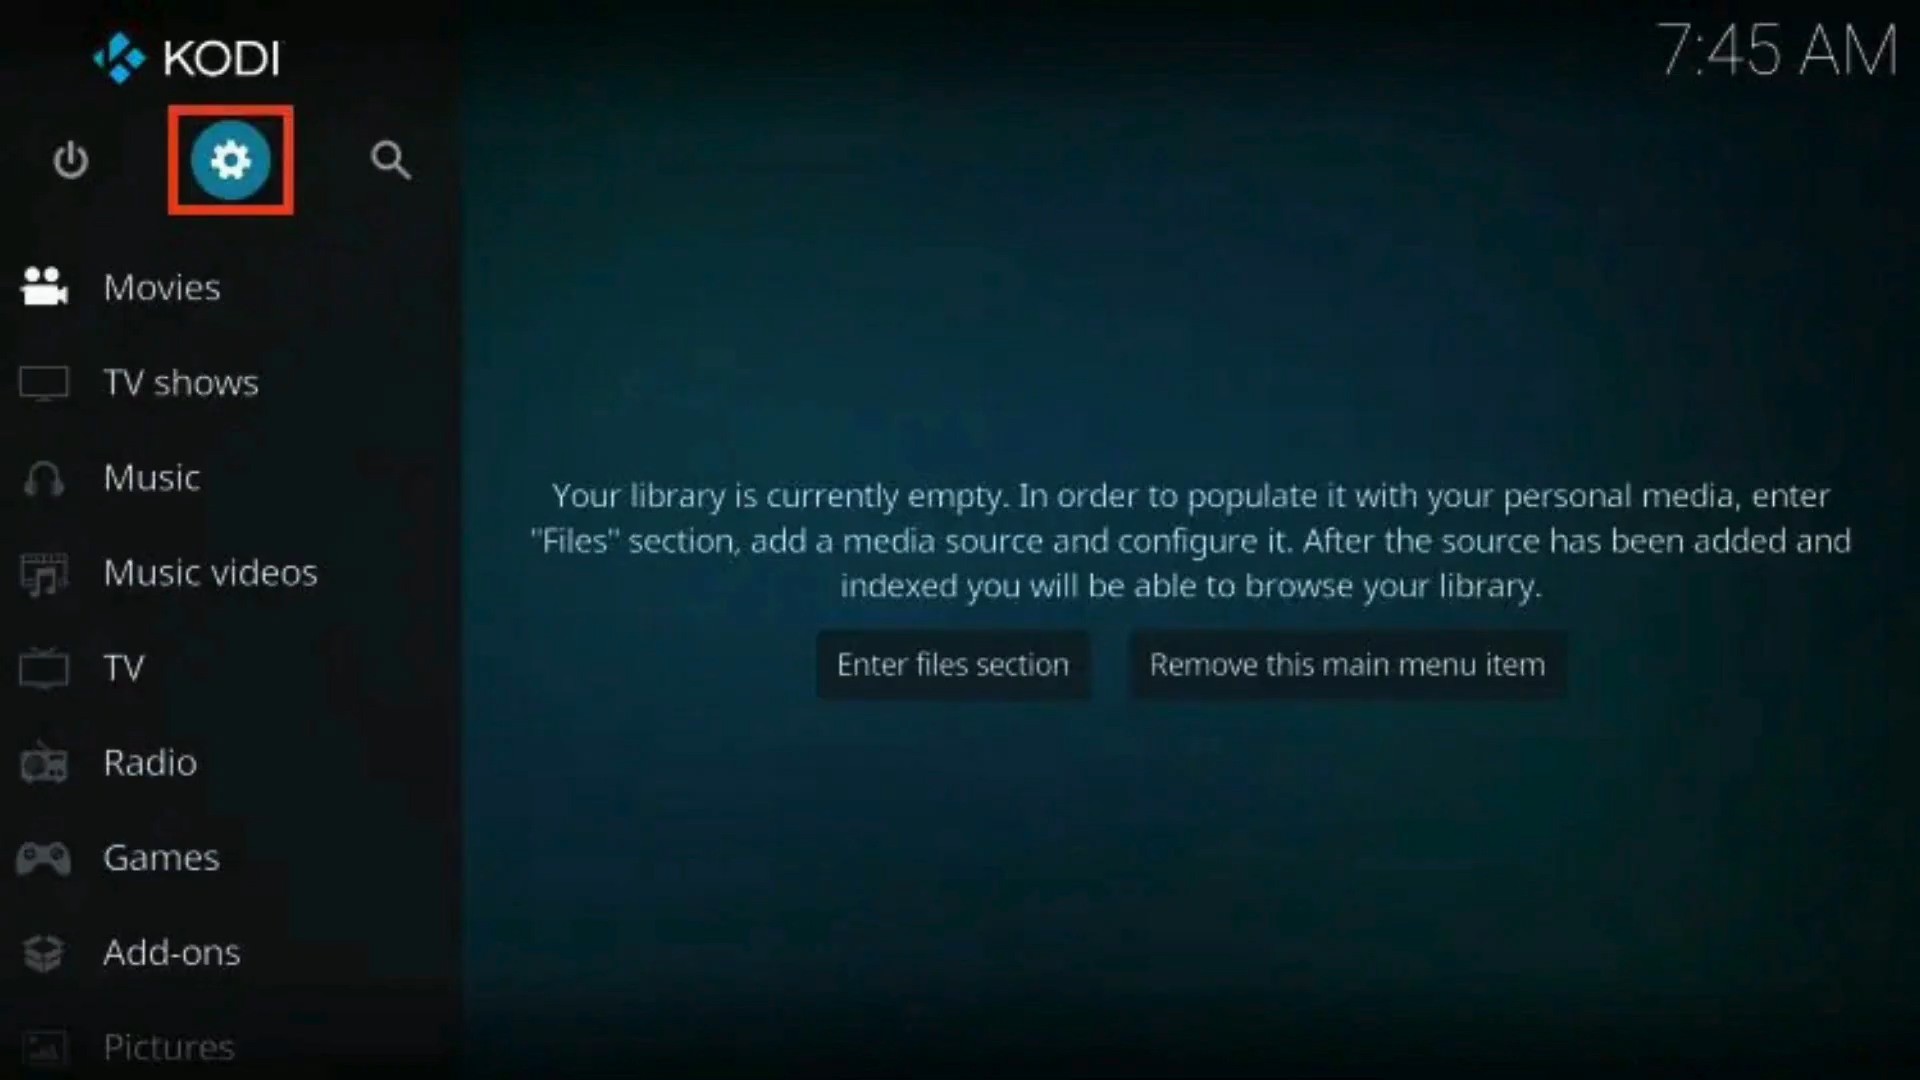 KODI
7:45 AM
Movies
TV shows
Music
Music videos
TV
Radio
Games
Add-ons
Pictures
Your library is currently empty. In order to populate it with your personal media, enter
"Files" section, add a media source and configure it. After the source has been added and
indexed you will be able to browse your library.
Enter files section
Remove this main menu item